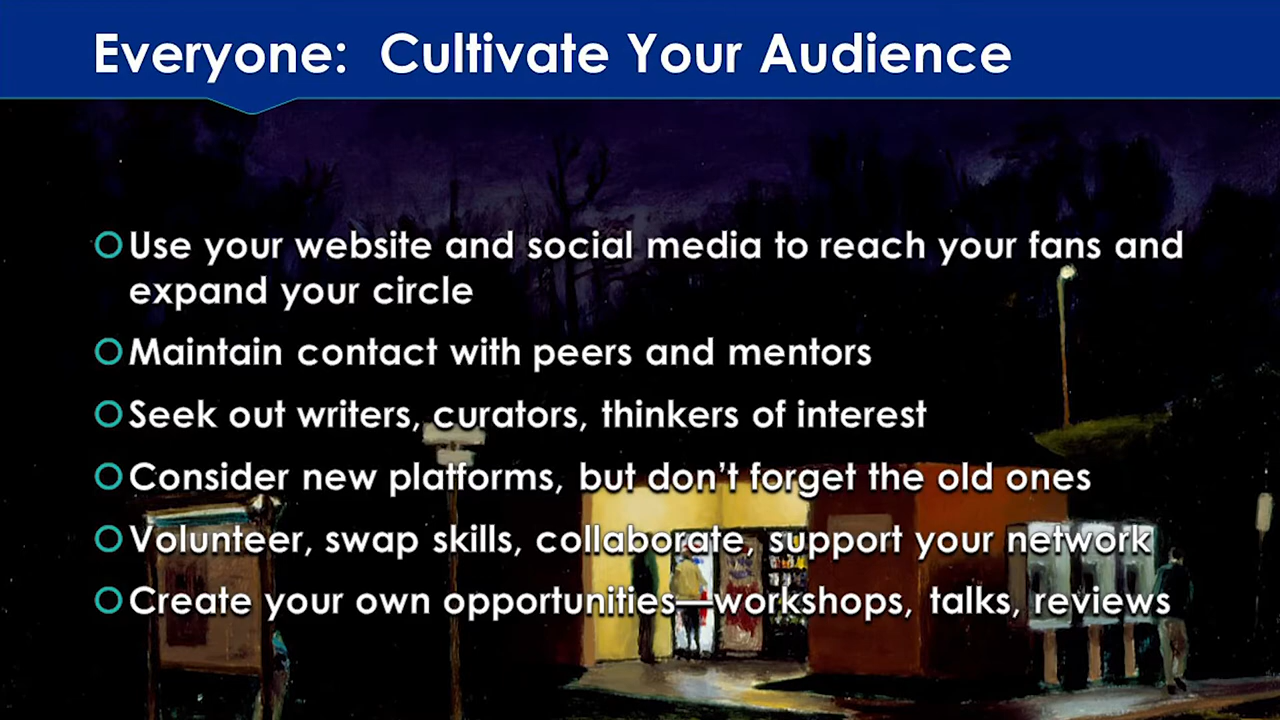 Everyone:  Cultivate Your Audience
Use your website and social media to reach your fans and
expand your circle
Maintain contact with peers and mentors
Seek out writers, curators, thinkers of interest
Consider new platforms, but don’t forget the old ones
Volunteer, swap skills, collaborate, support your network
Create your own opportunities—workshops, talks, reviews